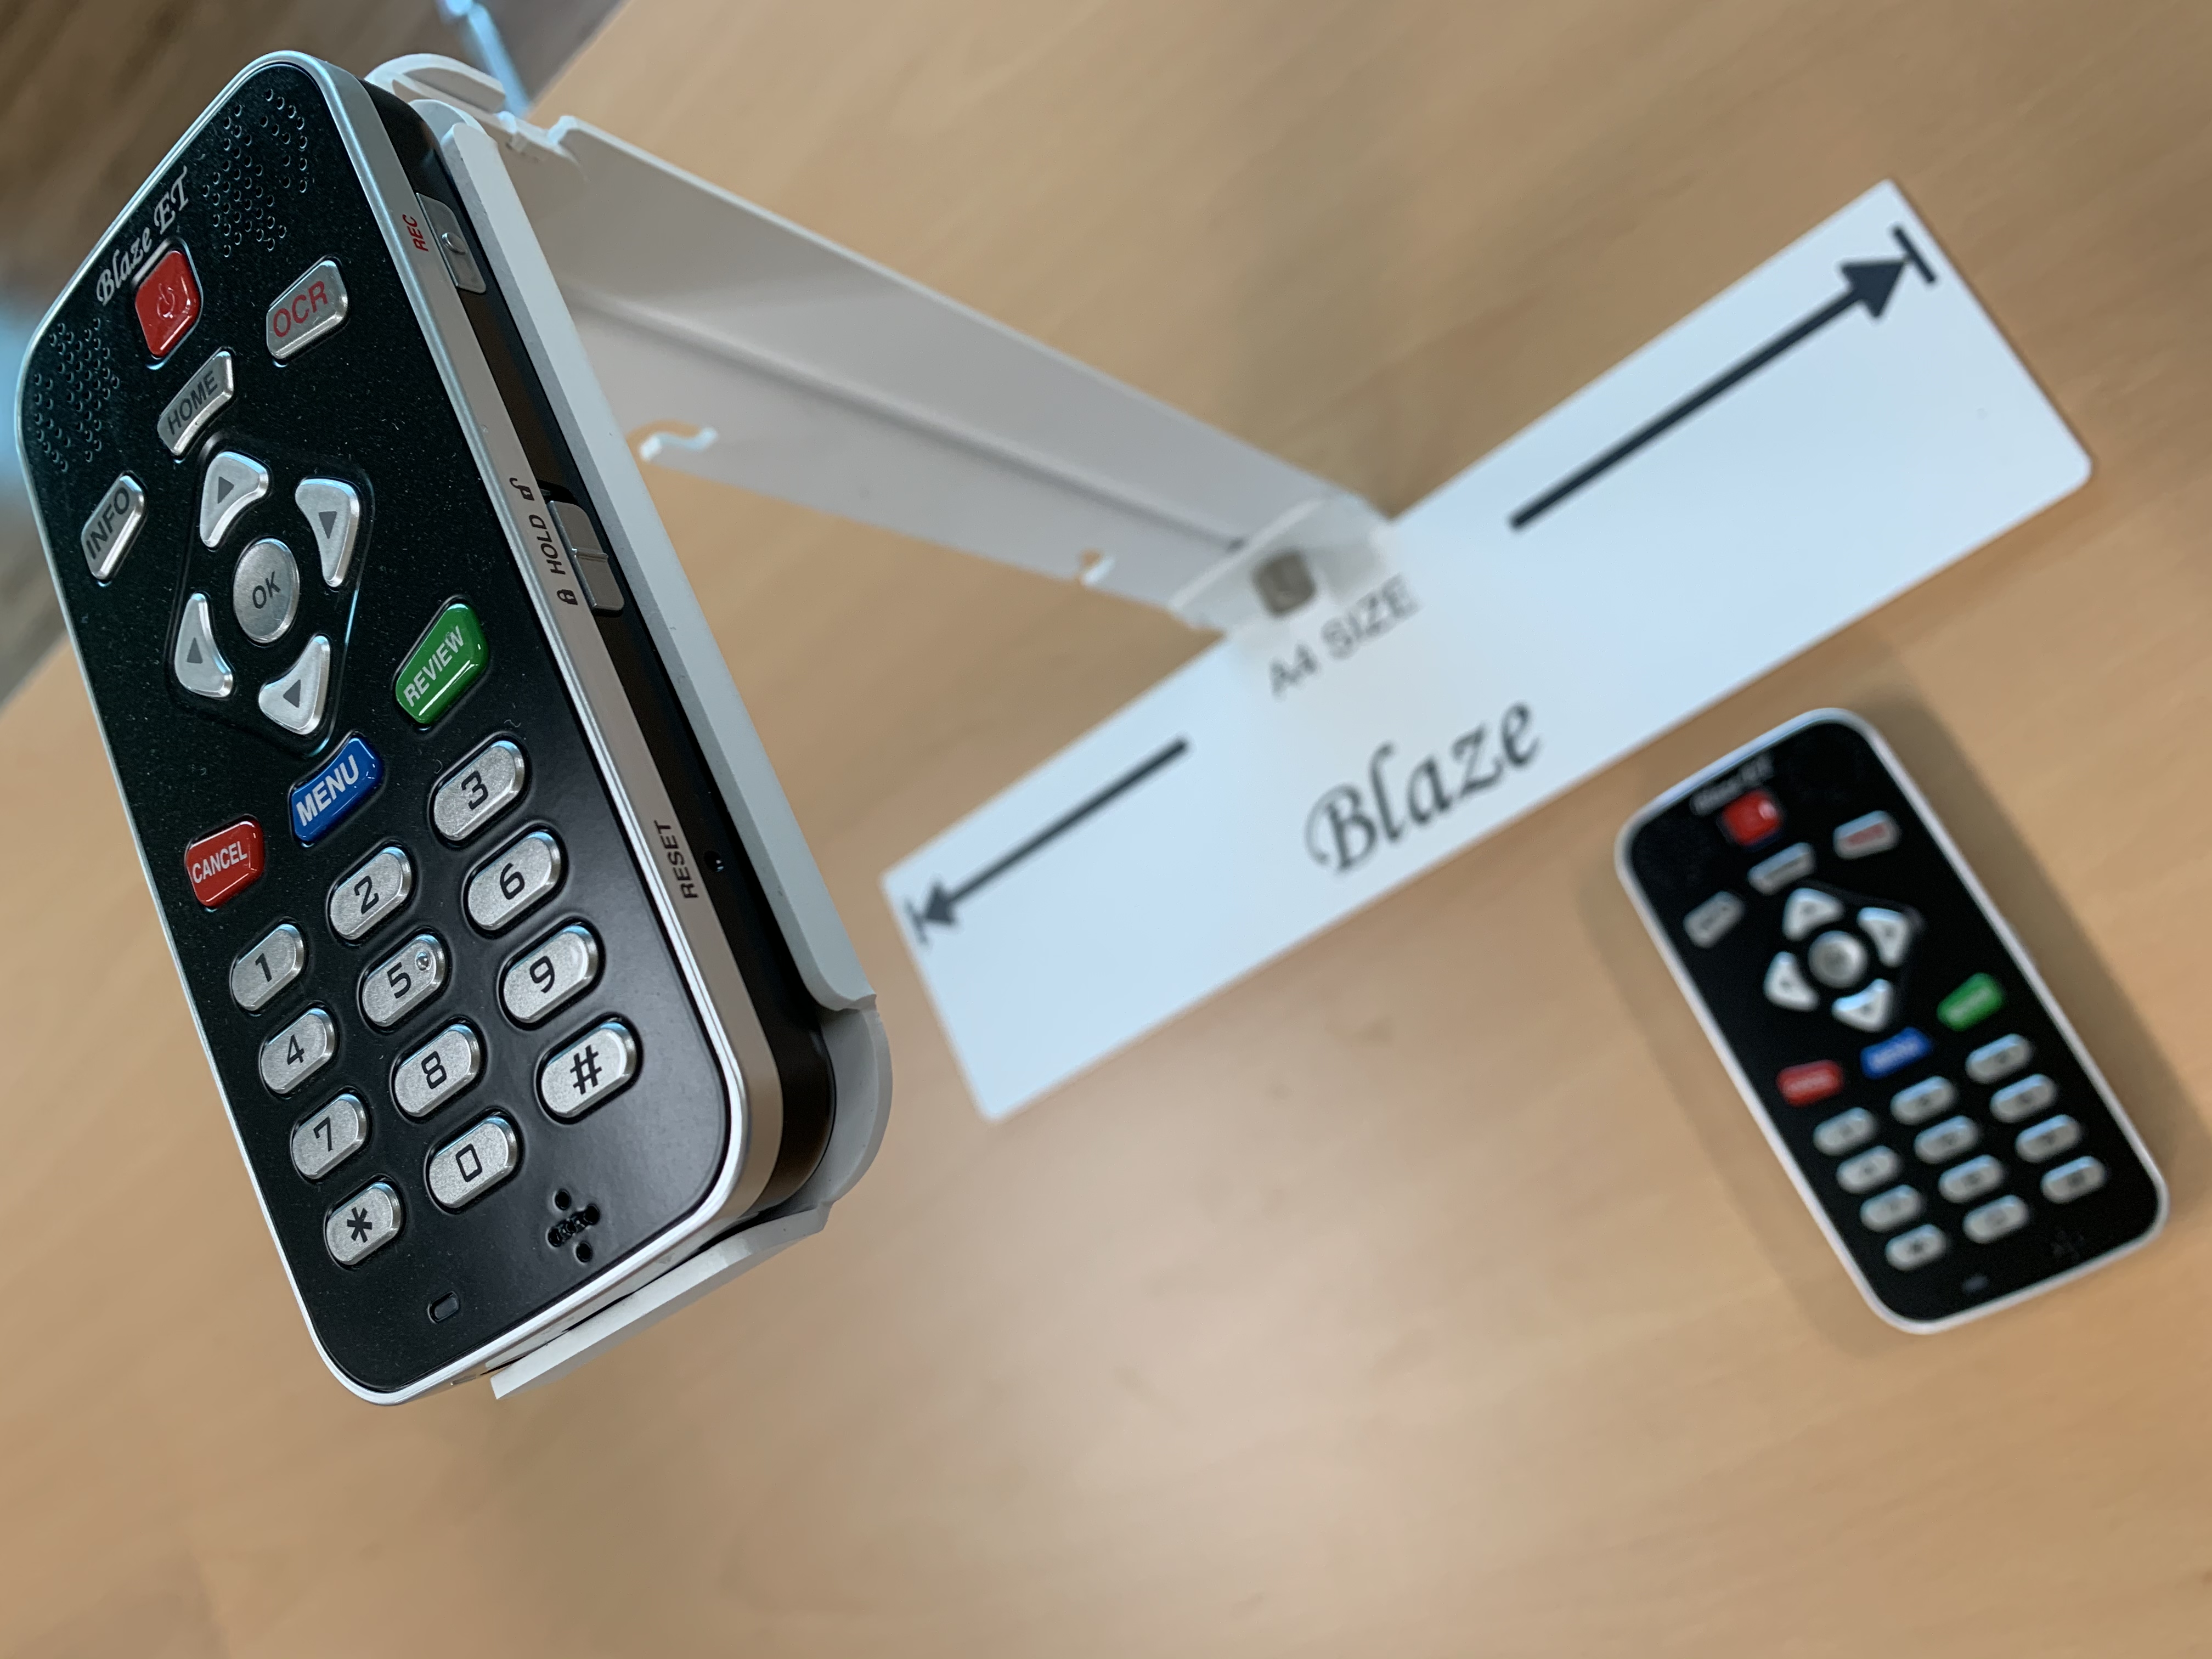 Blaze ET
INFO
HOME
OCR
OK
CANCEL
MENU
REVIEW
1
2
3
4
5
6
7
8
9
*
0
#
REC
HOLD
RESET
A4 SIZE
Blaze